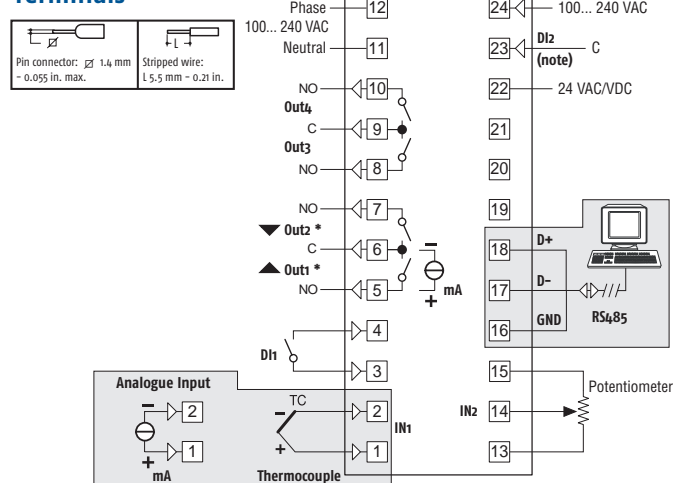 Terminals
Pin connector: ⌀ 1.4 mm
- 0.055 in. max.
L
Stripped wire:
L 5.5 mm - 0.21 in.
Phase
100... 240 VAC
Neutral
12
11
NO
Out4
C
Out3
NO
10
9
8
NO
Out2 *
C
Out1 *
NO
7
6
5
−
+
mA
DI1
4
3
Analogue Input
−
2
1
+
mA
TC
−
+
Thermocouple
2
1
IN1
24
100... 240 VAC
23
DI2
(note)
C
22
24 VAC/VDC
21
20
19
18
D+
17
D−
16
GND
RS485
15
IN2
14
13
Potentiometer